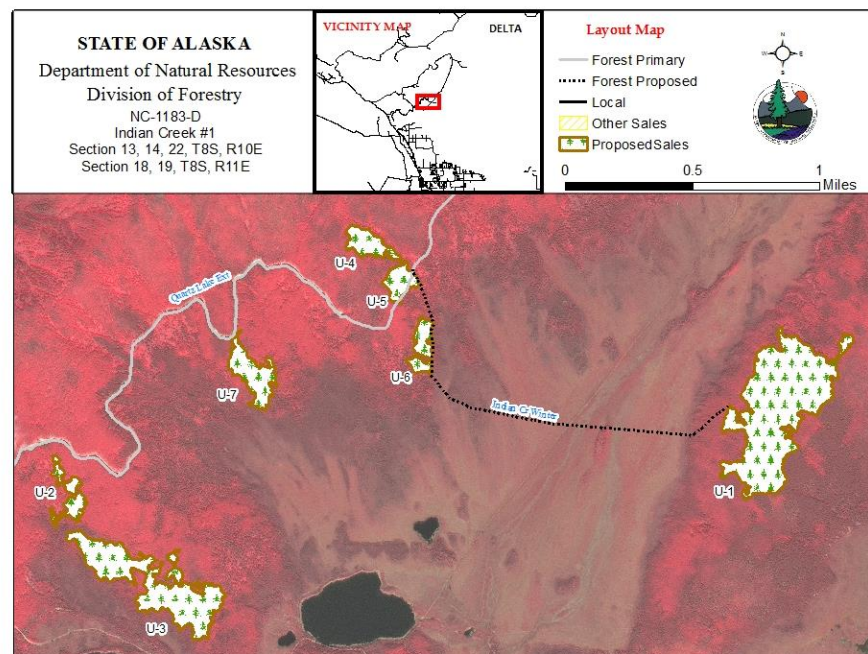 STATE OF ALASKA
Department of Natural Resources
Division of Forestry
NC-1183-D
Indian Creek #1
Section 13, 14, 22, T8S, R10E
Section 18, 19, T8S, R11E
VICINITY MAP
DELTA
Layout Map
Forest Primary
Forest Proposed
Local
Other Sales
Proposed Sales
N
W E
S
0 0.5 1
Miles
U-4
Quartz Lake Ext
U-5
U-6
U-7
Indian Cr Winter
U-2
U-1
U-3